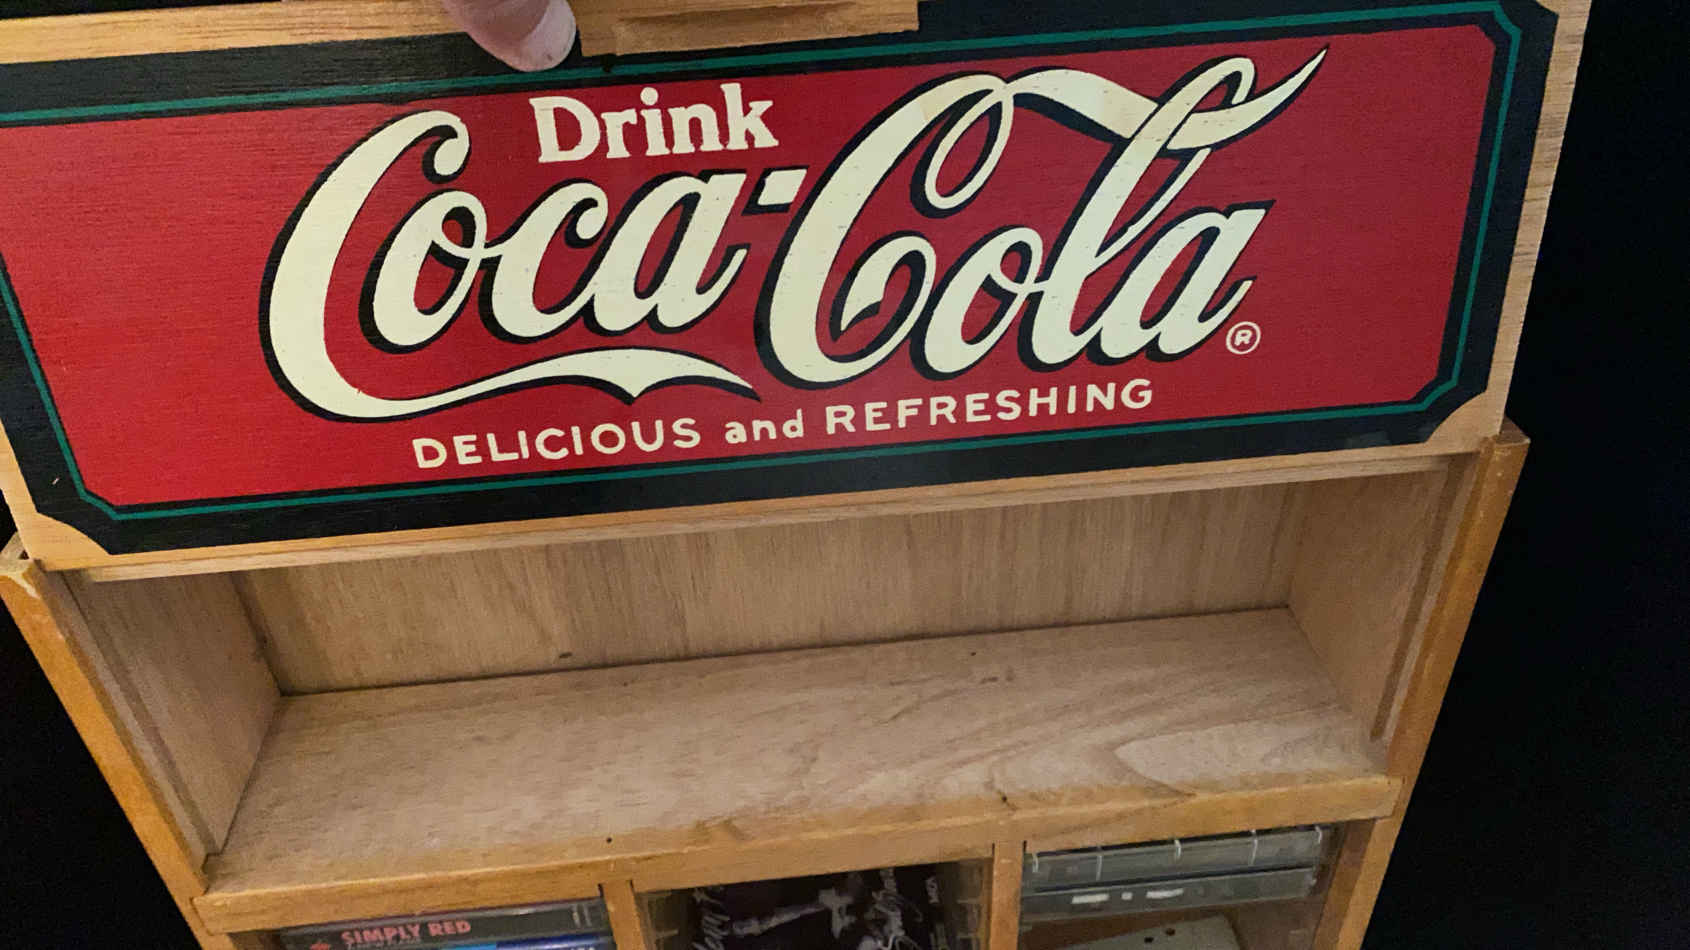 Drink
Coca-Cola
®
DELICIOUS and REFRESHING
SIMPLY RED